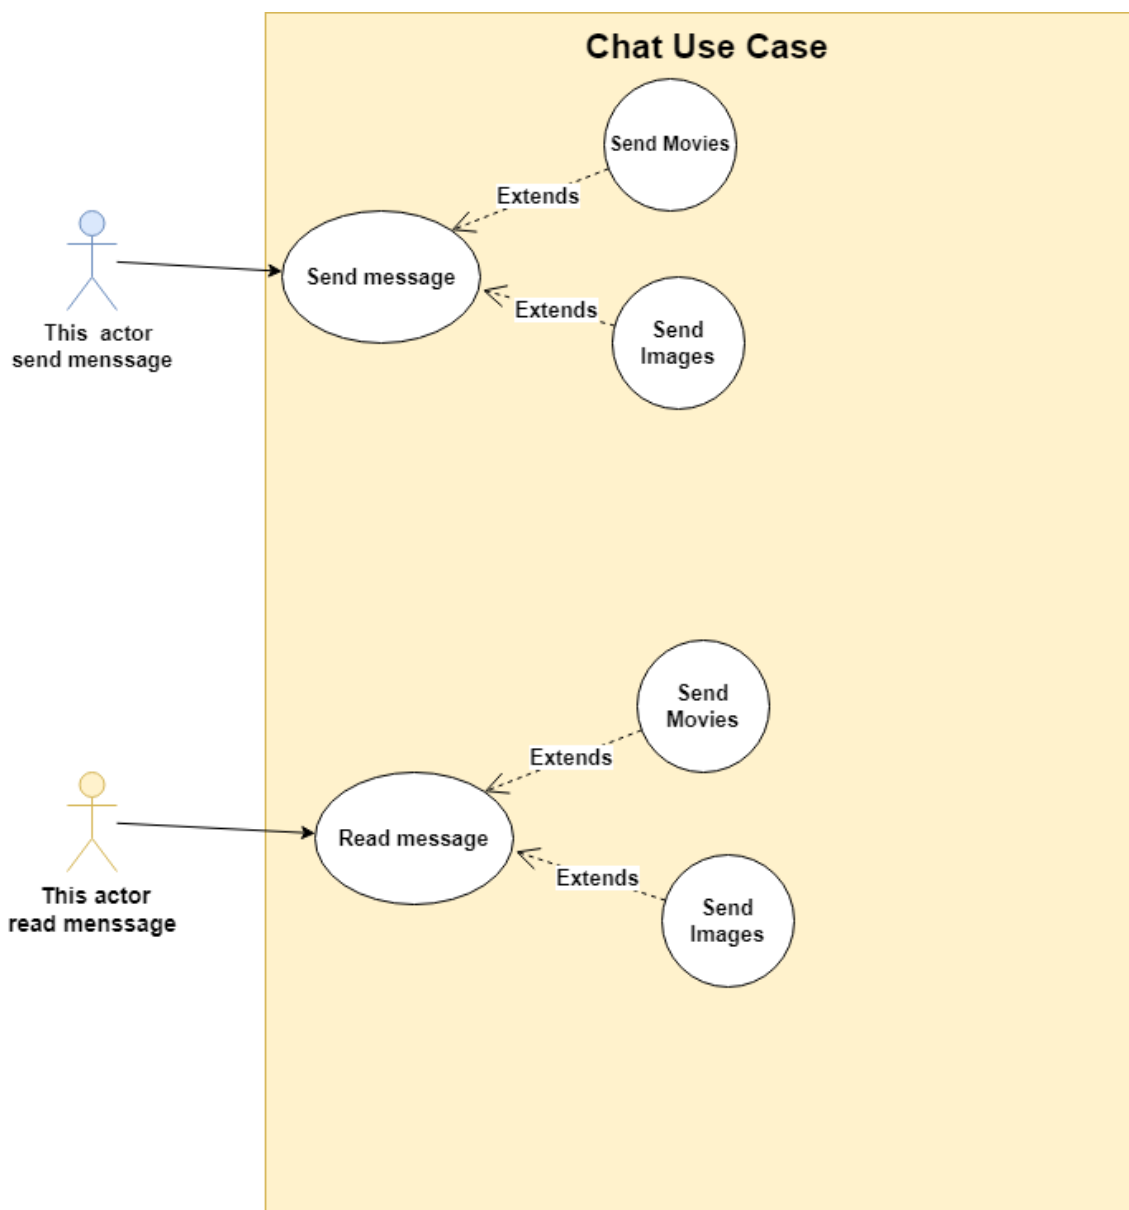 Chat Use Case
Send Movies
Extends
Send message
Extends
Send
Images
This  actor
send menssage
Send
Movies
Extends
Read message
Extends
Send
Images
This actor
read menssage